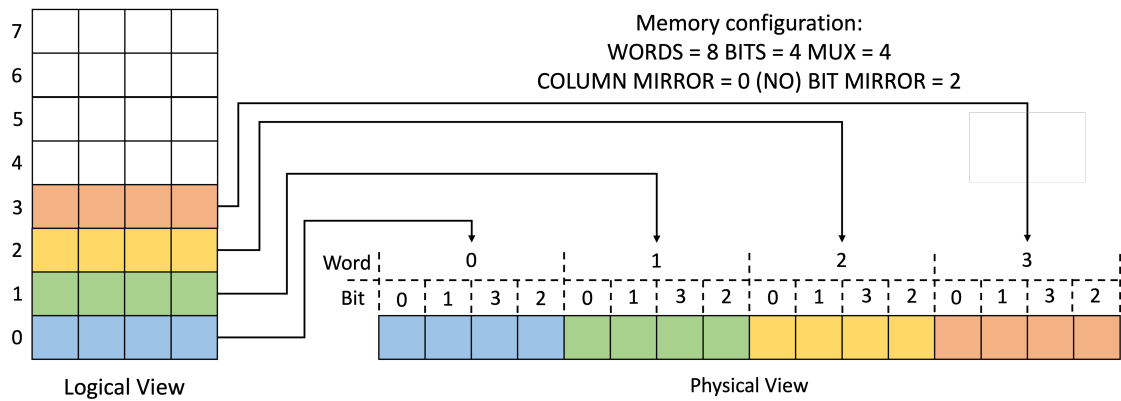 Memory configuration:
WORDS = 8 BITS = 4 MUX = 4
COLUMN MIRROR = 0 (NO) BIT MIRROR = 2
7
6
5
4
3
2
1
0
Logical View
Word 0 1 2 3
Bit 0 1 3 2 0 1 3 2 0 1 3 2 0 1 3 2
Physical View